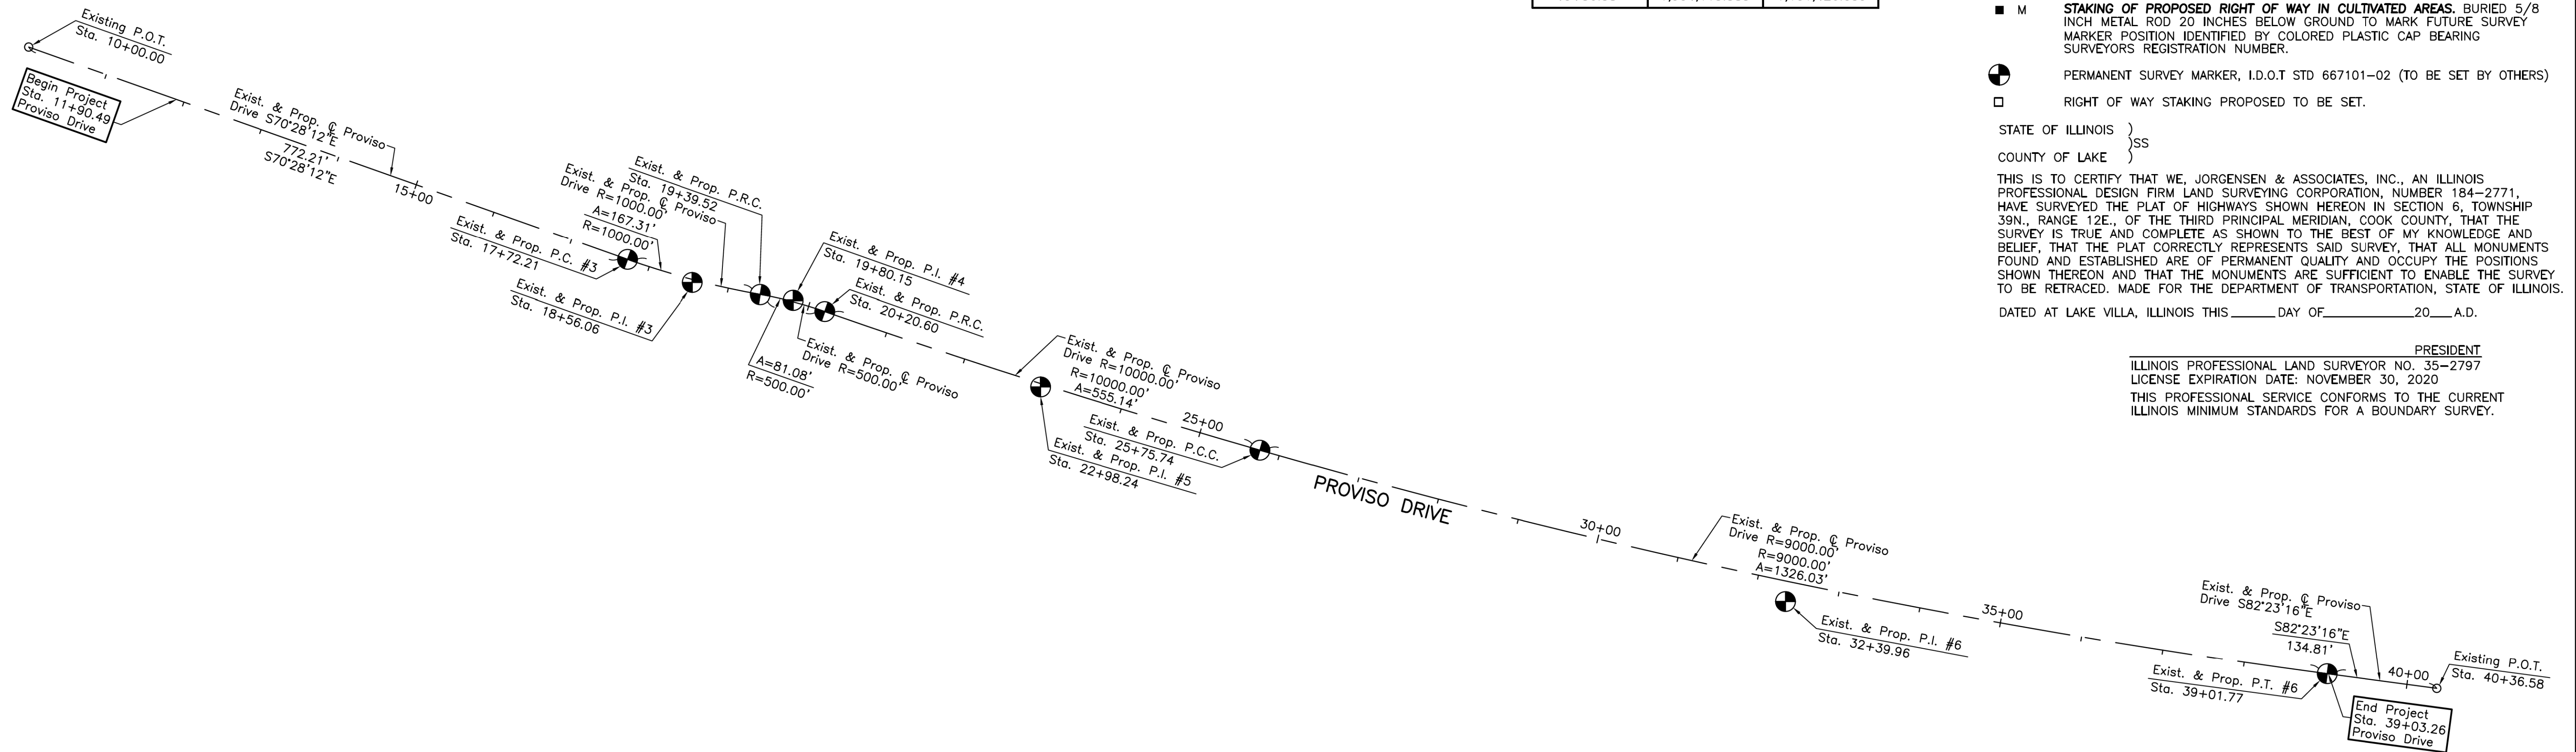 Existing P.O.T.
Sta. 10+00.00
Begin Project
Sta. 11+90.49
Proviso Drive
Exist. & Prop. ℄ Proviso
Drive S70°28'12"E
772.21'
S70°28'12"E
15+00
Exist. & Prop. P.C. #3
Sta. 17+72.21
Exist. & Prop. ℄ Proviso
Drive R=1000.00'
A=167.31'
R=1000.00'
Exist. & Prop. P.R.C.
Sta. 19+39.52
Exist. & Prop. P.I. #3
Sta. 18+56.06
Exist. & Prop. P.I. #4
Sta. 19+80.15
Exist. & Prop. P.R.C.
Sta. 20+20.60
A=81.08'
R=500.00'
Exist. & Prop. ℄ Proviso
Drive R=500.00'
Exist. & Prop. ℄ Proviso
Drive R=10000.00'
R=10000.00'
A=555.14'
25+00
Exist. & Prop. P.C.C.
Sta. 25+75.74
Exist. & Prop. P.I. #5
Sta. 22+98.24
PROVISO DRIVE
30+00
Exist. & Prop. ℄ Proviso
Drive R=9000.00'
R=9000.00'
A=1326.03'
Exist. & Prop. P.I. #6
Sta. 32+39.96
35+00
Exist. & Prop. ℄ Proviso
Drive S82°23'16"E
S82°23'16"E
134.81'
Exist. & Prop. P.T. #6
Sta. 39+01.77
40+00
Existing P.O.T.
Sta. 40+36.58
End Project
Sta. 39+03.26
Proviso Drive
M STAKING OF PROPOSED RIGHT OF WAY IN CULTIVATED AREAS. BURIED 5/8
INCH METAL ROD 20 INCHES BELOW GROUND TO MARK FUTURE SURVEY
MARKER POSITION IDENTIFIED BY COLORED PLASTIC CAP BEARING
SURVEYORS REGISTRATION NUMBER.
PERMANENT SURVEY MARKER, I.D.O.T STD 667101-02 (TO BE SET BY OTHERS)
RIGHT OF WAY STAKING PROPOSED TO BE SET.
STATE OF ILLINOIS )
)SS
COUNTY OF LAKE )
THIS IS TO CERTIFY THAT WE, JORGENSEN & ASSOCIATES, INC., AN ILLINOIS
PROFESSIONAL DESIGN FIRM LAND SURVEYING CORPORATION, NUMBER 184-2771,
HAVE SURVEYED THE PLAT OF HIGHWAYS SHOWN HEREON IN SECTION 6, TOWNSHIP
39N., RANGE 12E., OF THE THIRD PRINCIPAL MERIDIAN, COOK COUNTY, THAT THE
SURVEY IS TRUE AND COMPLETE AS SHOWN TO THE BEST OF MY KNOWLEDGE AND
BELIEF, THAT THE PLAT CORRECTLY REPRESENTS SAID SURVEY, THAT ALL MONUMENTS
FOUND AND ESTABLISHED ARE OF PERMANENT QUALITY AND OCCUPY THE POSITIONS
SHOWN THEREON AND THAT THE MONUMENTS ARE SUFFICIENT TO ENABLE THE SURVEY
TO BE RETRACED. MADE FOR THE DEPARTMENT OF TRANSPORTATION, STATE OF ILLINOIS.
DATED AT LAKE VILLA, ILLINOIS THIS ______ DAY OF ____________ 20___ A.D.
PRESIDENT
ILLINOIS PROFESSIONAL LAND SURVEYOR NO. 35-2797
LICENSE EXPIRATION DATE: NOVEMBER 30, 2020
THIS PROFESSIONAL SERVICE CONFORMS TO THE CURRENT
ILLINOIS MINIMUM STANDARDS FOR A BOUNDARY SURVEY.